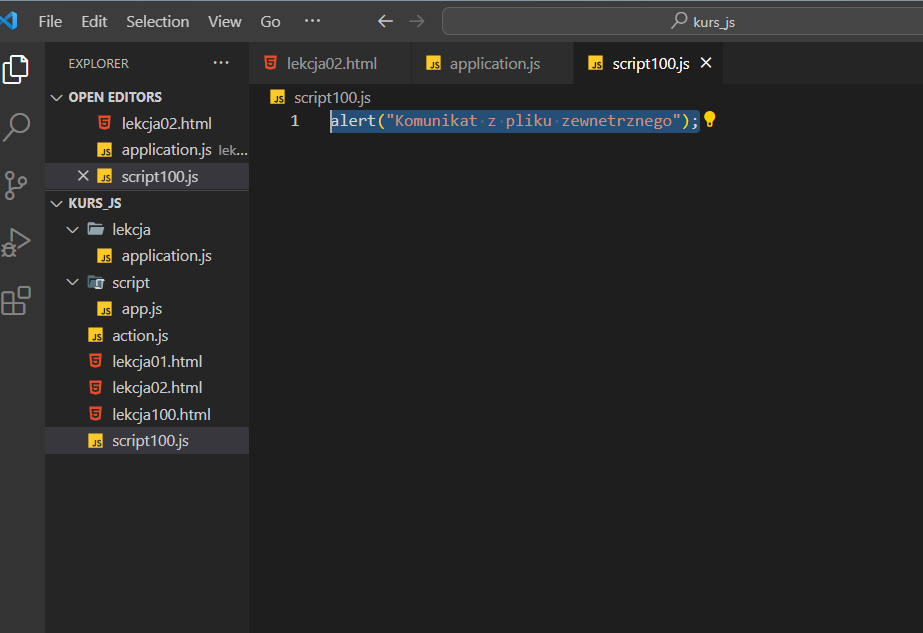 File Edit Selection View Go ··· kurs_js
EXPLORER ···
OPEN EDITORS
lekcja02.html
application.js lek...
script100.js
KURS_JS
lekcja
application.js
script
app.js
action.js
lekcja01.html
lekcja02.html
lekcja100.html
script100.js
lekcja02.html application.js script100.js
script100.js
1 alert("Komunikat z pliku zewnetrznego");